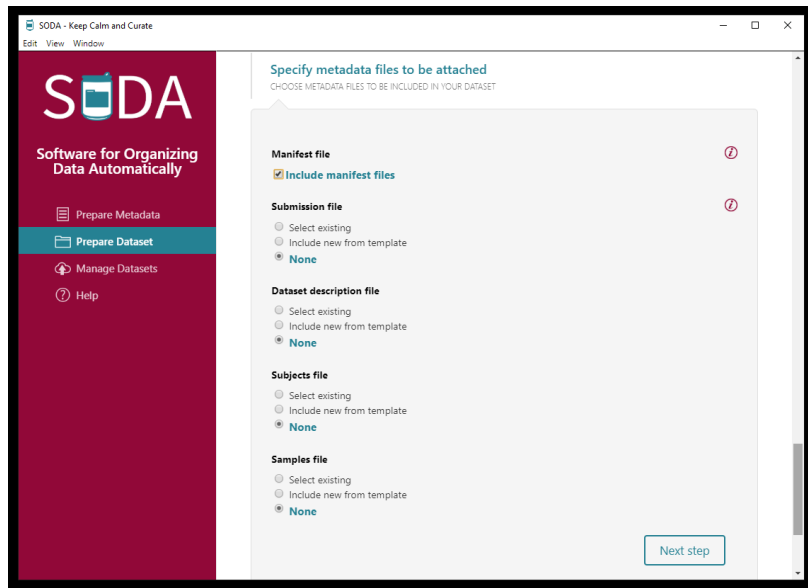 SODA - Keep Calm and Curate
Edit View Window
SODA
Software for Organizing
Data Automatically
Prepare Metadata
Prepare Dataset
Manage Datasets
Help
Specify metadata files to be attached
CHOOSE METADATA FILES TO BE INCLUDED IN YOUR DATASET
Manifest file
Include manifest files
Submission file
Select existing
Include new from template
None
Dataset description file
Select existing
Include new from template
None
Subjects file
Select existing
Include new from template
None
Samples file
Select existing
Include new from template
None
Next step